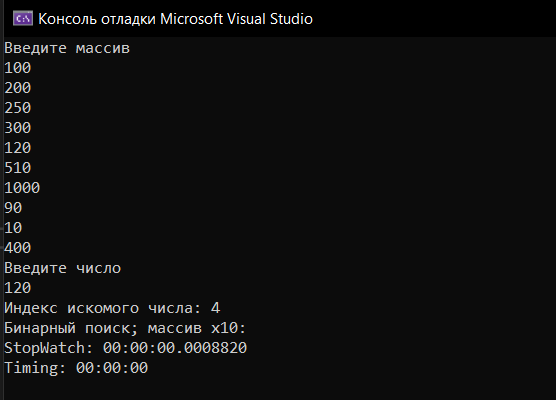 C:\ Консоль отладки Microsoft Visual Studio
Введите массив
100
200
250
300
120
510
1000
90
10
400
Введите число
120
Индекс искомого числа: 4
Бинарный поиск; массив x10:
StopWatch: 00:00:00.0008820
Timing: 00:00:00